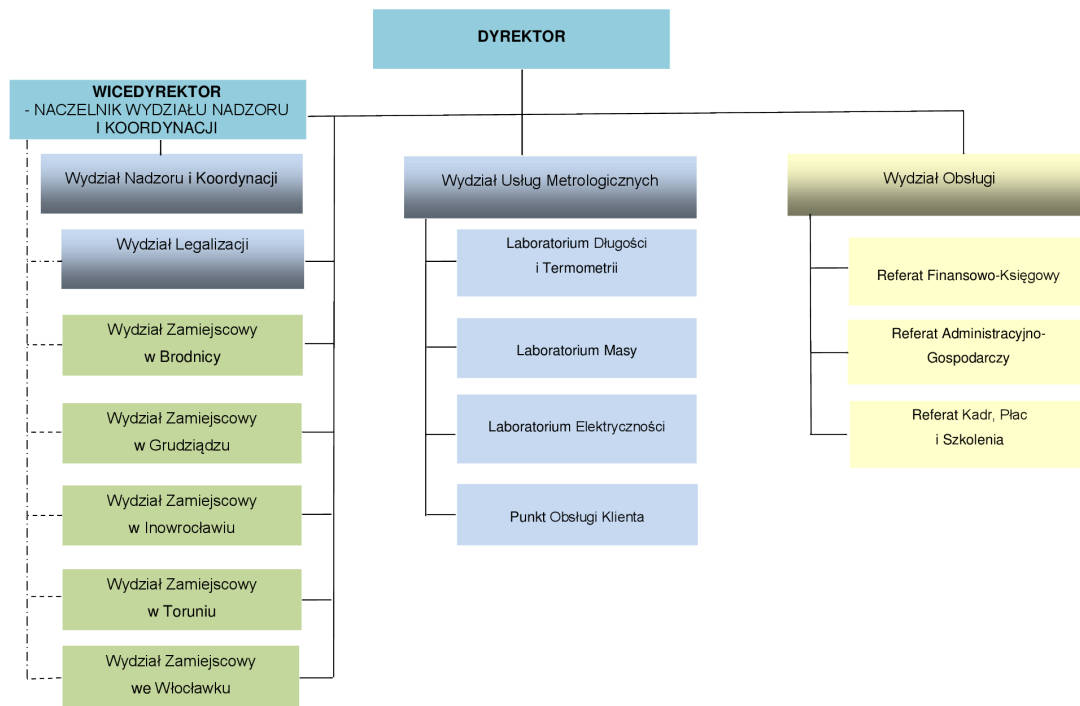 DYREKTOR
WICEDYREKTOR
- NACZELNIK WYDZIAŁU NADZORU
I KOORDYNACJI
Wydział Nadzoru i Koordynacji
Wydział Legalizacji
Wydział Zamiejscowy
w Brodnicy
Wydział Zamiejscowy
w Grudziądzu
Wydział Zamiejscowy
w Inowrocławiu
Wydział Zamiejscowy
w Toruniu
Wydział Zamiejscowy
we Włocławku
Wydział Usług Metrologicznych
Laboratorium Długości
i Termometrii
Laboratorium Masy
Laboratorium Elektryczności
Punkt Obsługi Klienta
Wydział Obsługi
Referat Finansowo-Księgowy
Referat Administracyjno-
Gospodarczy
Referat Kadr, Płac
i Szkolenia